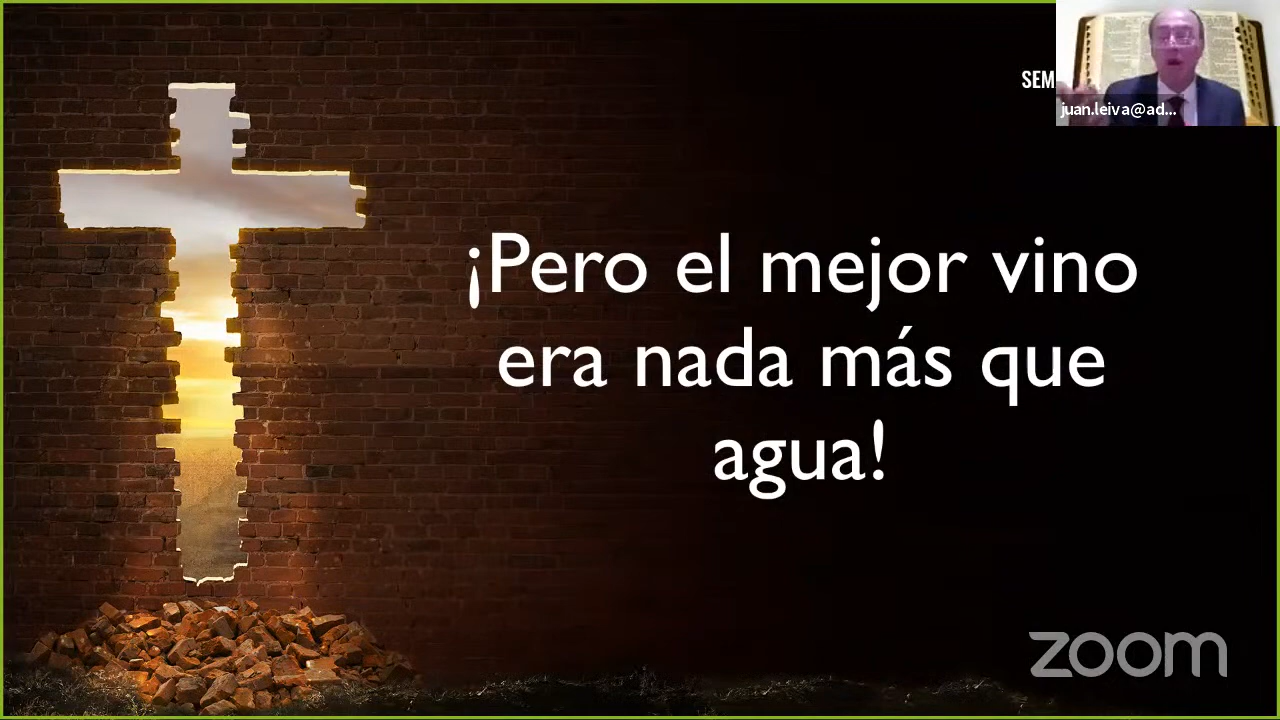 SEM
juan.leiva@ad...
¡Pero el mejor vino
era nada más que
agua!
zoom